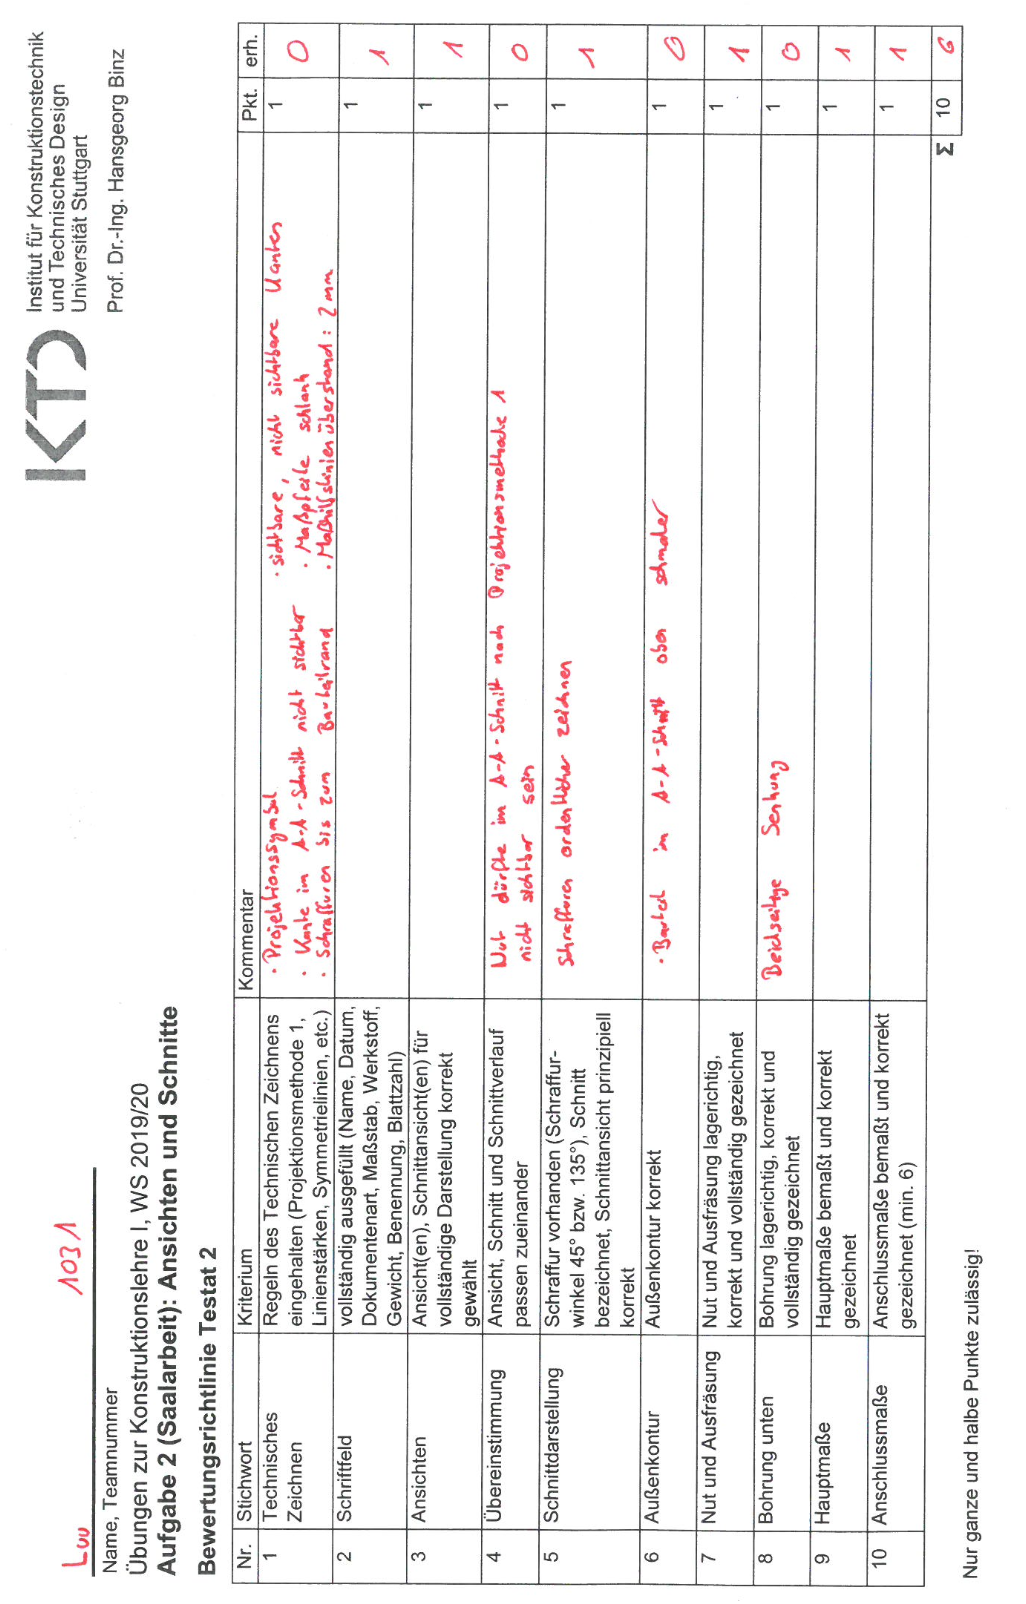 KTD
Institut für Konstruktionstechnik
und Technisches Design
Universität Stuttgart
Prof. Dr.-Ing. Hansgeorg Binz
Luu 1031
Name, Teamnummer
Übungen zur Konstruktionslehre I, WS 2019/20
Aufgabe 2 (Saalarbeit): Ansichten und Schnitte
Bewertungsrichtlinie Testat 2
Nr. Stichwort Kriterium Kommentar Pkt. erh.
1 Technisches Zeichnen
Regeln des Technischen Zeichnens
eingehalten (Projektionsmethode 1,
Linienstärken, Symmetrielinien, etc.)
· Projektionssymbol · sichtbare, nicht sichtbare Kanten
· Kante im A-A-Schnitt nicht sichtbar · Maßpfeile schlank
· Schraffuren bis zum Bauteilrand · Maßhilfslinienüberstand: 2mm
1 0
2 Schriftfeld
vollständig ausgefüllt (Name, Datum,
Dokumentenart, Maßstab, Werkstoff,
Gewicht, Benennung, Blattzahl)
1 1
3 Ansichten
Ansicht(en), Schnittansicht(en) für
vollständige Darstellung korrekt
gewählt
1 1
4 Übereinstimmung
Ansicht, Schnitt und Schnittverlauf
passen zueinander
Nut dürfte im A-A-Schnitt nach Projektionsmethode 1
nicht sichtbar sein
1 0
5 Schnittdarstellung
Schraffur vorhanden (Schraffur-
winkel 45° bzw. 135°), Schnitt
bezeichnet, Schnittansicht prinzipiell
korrekt
Schraffuren ordentlicher zeichnen
1 1
6 Außenkontur
Außenkontur korrekt
· Bauteil im A-A-Schnitt oben schmaler
1 0
7 Nut und Ausfräsung
Nut und Ausfräsung lagerichtig,
korrekt und vollständig gezeichnet
1 1
8 Bohrung unten
Bohrung lagerichtig, korrekt und
vollständig gezeichnet
Beidseitige Senkung
1 0
9 Hauptmaße
Hauptmaße bemaßt und korrekt
gezeichnet
1 1
10 Anschlussmaße
Anschlussmaße bemaßt und korrekt
gezeichnet (min. 6)
1 1
Σ 10 6
Nur ganze und halbe Punkte zulässig!